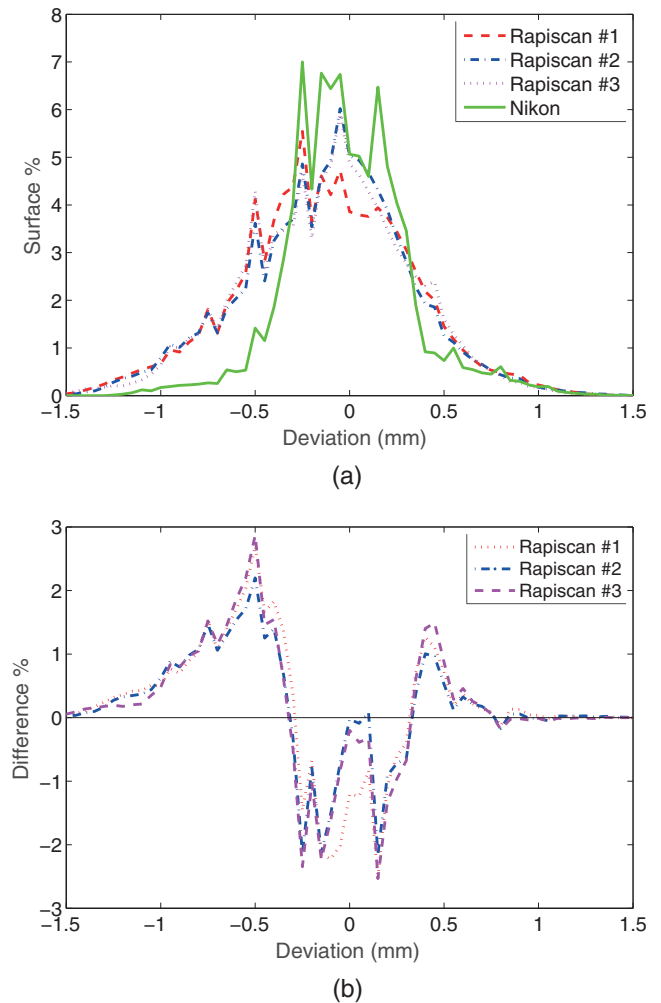 8
7
6
5
4
3
2
1
0
Surface %
Rapiscan #1
Rapiscan #2
Rapiscan #3
Nikon
−1.5 −1 −0.5 0 0.5 1 1.5
Deviation (mm)
(a)
3
2
1
0
−1
−2
−3
Difference %
Rapiscan #1
Rapiscan #2
Rapiscan #3
−1.5 −1 −0.5 0 0.5 1 1.5
Deviation (mm)
(b)